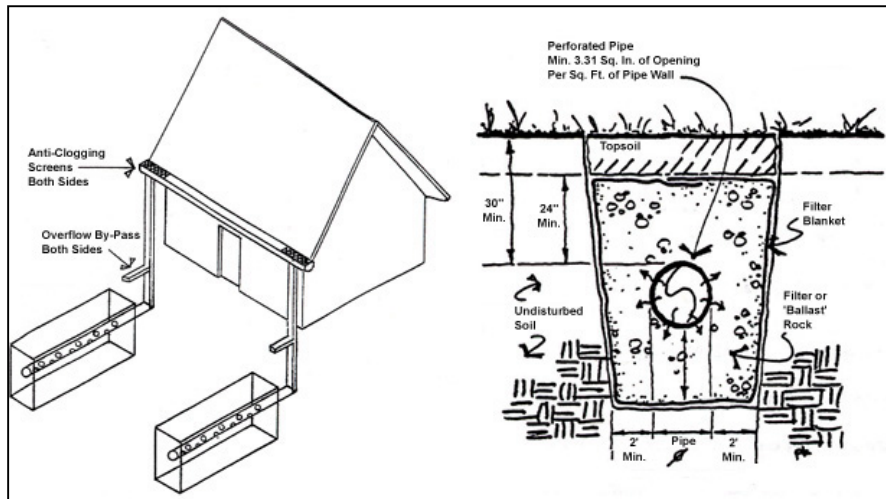 Anti-Clogging
Screens
Both Sides
Overflow By-Pass
Both Sides
Perforated Pipe
Min. 3.31 Sq. In. of Opening
Per Sq. Ft. of Pipe Wall
Topsoil
30"
Min.
24"
Min.
Filter
Blanket
Undisturbed
Soil
Filter or
'Ballast'
Rock
2'
Min.
Pipe
2'
Min.